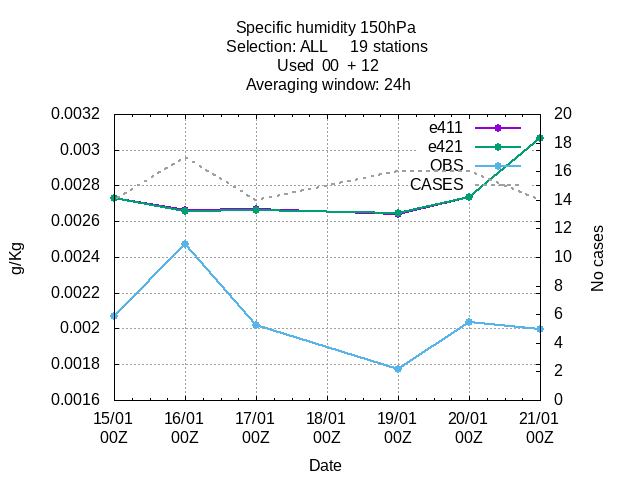 Specific humidity 150hPa
Selection: ALL     19 stations
Used  00  + 12
Averaging window: 24h
0.0032
0.003
0.0028
0.0026
0.0024
0.0022
0.002
0.0018
0.0016
g/Kg
e411
e421
OBS
CASES
20
18
16
14
12
10
8
6
4
2
0
No cases
15/01 16/01 17/01 18/01 19/01 20/01 21/01
00Z 00Z 00Z 00Z 00Z 00Z 00Z
Date